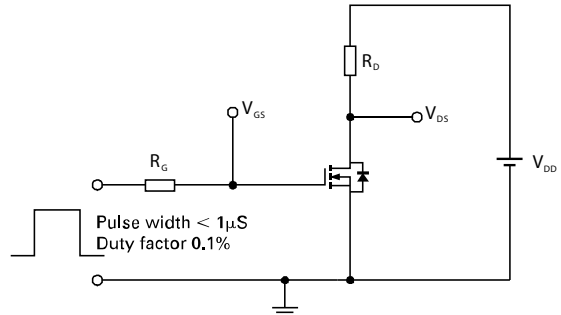 R_D
V_GS
V_DS
R_G
V_DD
Pulse width < 1μS
Duty factor 0.1%